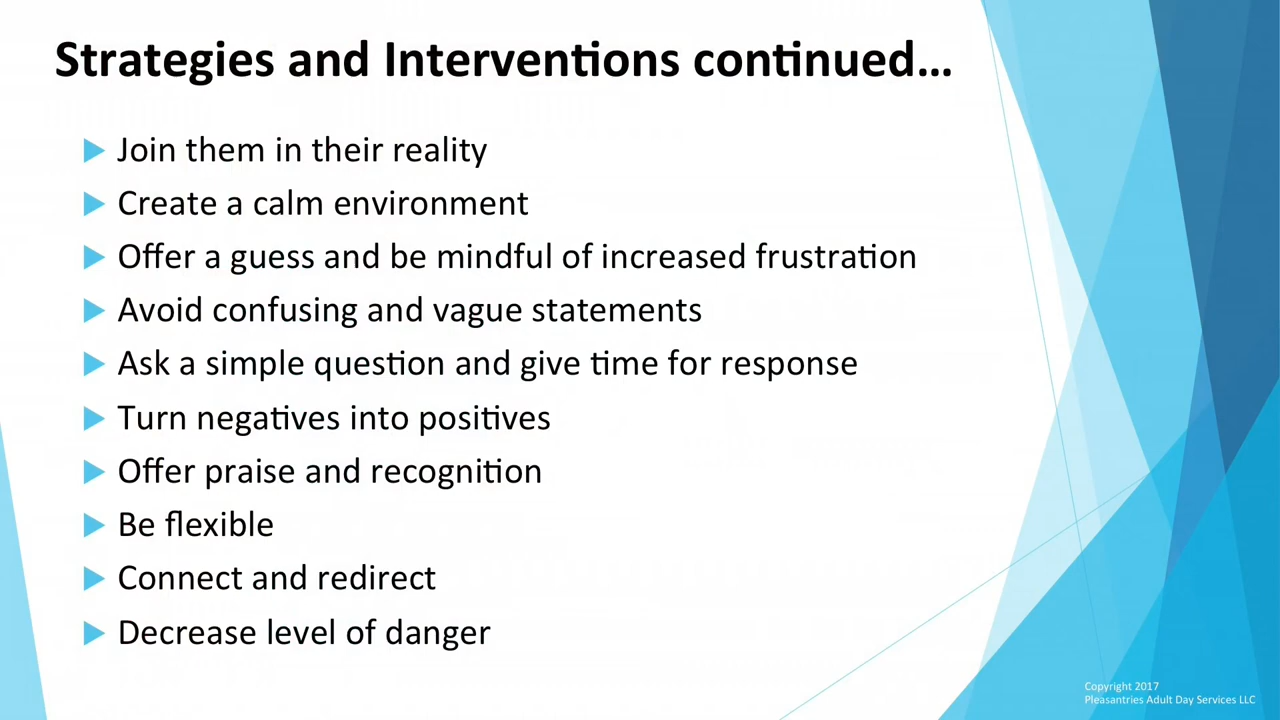 Strategies and Interventions continued...
Join them in their reality
Create a calm environment
Offer a guess and be mindful of increased frustration
Avoid confusing and vague statements
Ask a simple question and give time for response
Turn negatives into positives
Offer praise and recognition
Be flexible
Connect and redirect
Decrease level of danger
Copyright 2017
Pleasantries Adult Day Services LLC